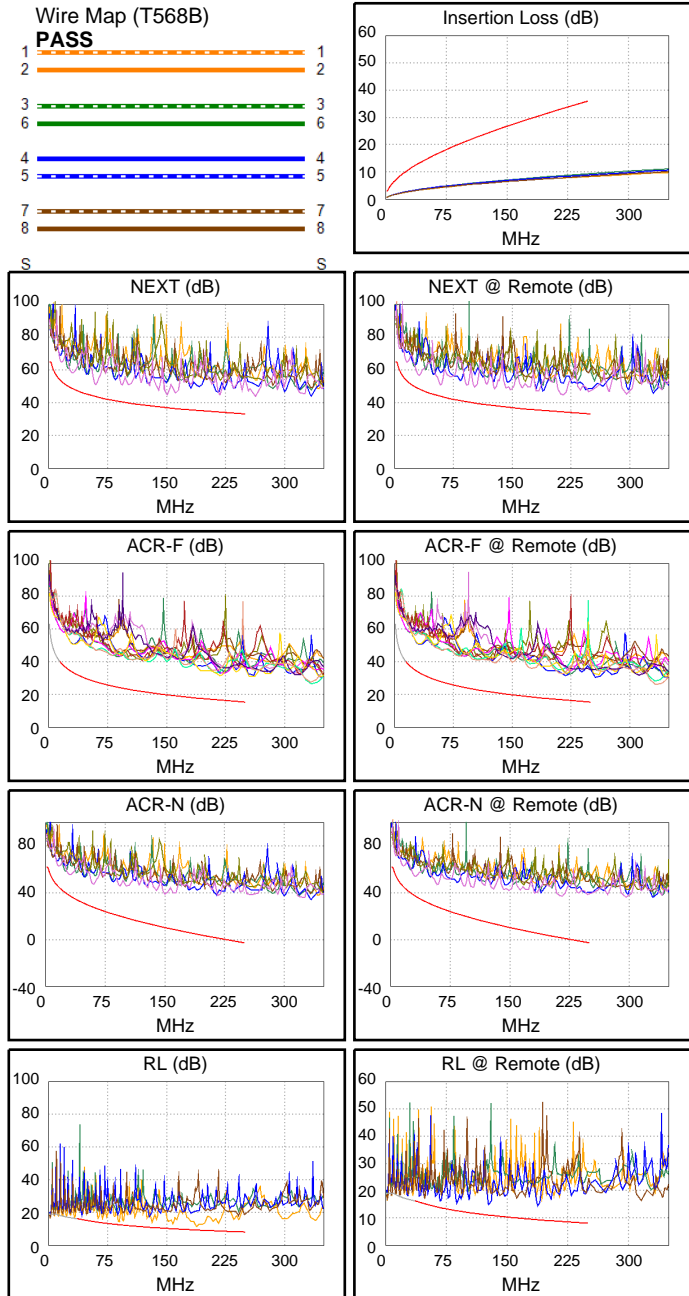 Wire Map (T568B)
PASS
1 1
2 2
3 3
6 6
4 4
5 5
7 7
8 8
S S
Insertion Loss (dB)
60
50
40
30
20
10
0
0 75 150 225 300
MHz
NEXT (dB)
100
80
60
40
20
0
0 75 150 225 300
MHz
NEXT @ Remote (dB)
100
80
60
40
20
0
0 75 150 225 300
MHz
ACR-F (dB)
100
80
60
40
20
0
0 75 150 225 300
MHz
ACR-F @ Remote (dB)
100
80
60
40
20
0
0 75 150 225 300
MHz
ACR-N (dB)
80
40
0
-40
0 75 150 225 300
MHz
ACR-N @ Remote (dB)
80
40
0
-40
0 75 150 225 300
MHz
RL (dB)
100
80
60
40
20
0
0 75 150 225 300
MHz
RL @ Remote (dB)
60
50
40
30
20
10
0
0 75 150 225 300
MHz